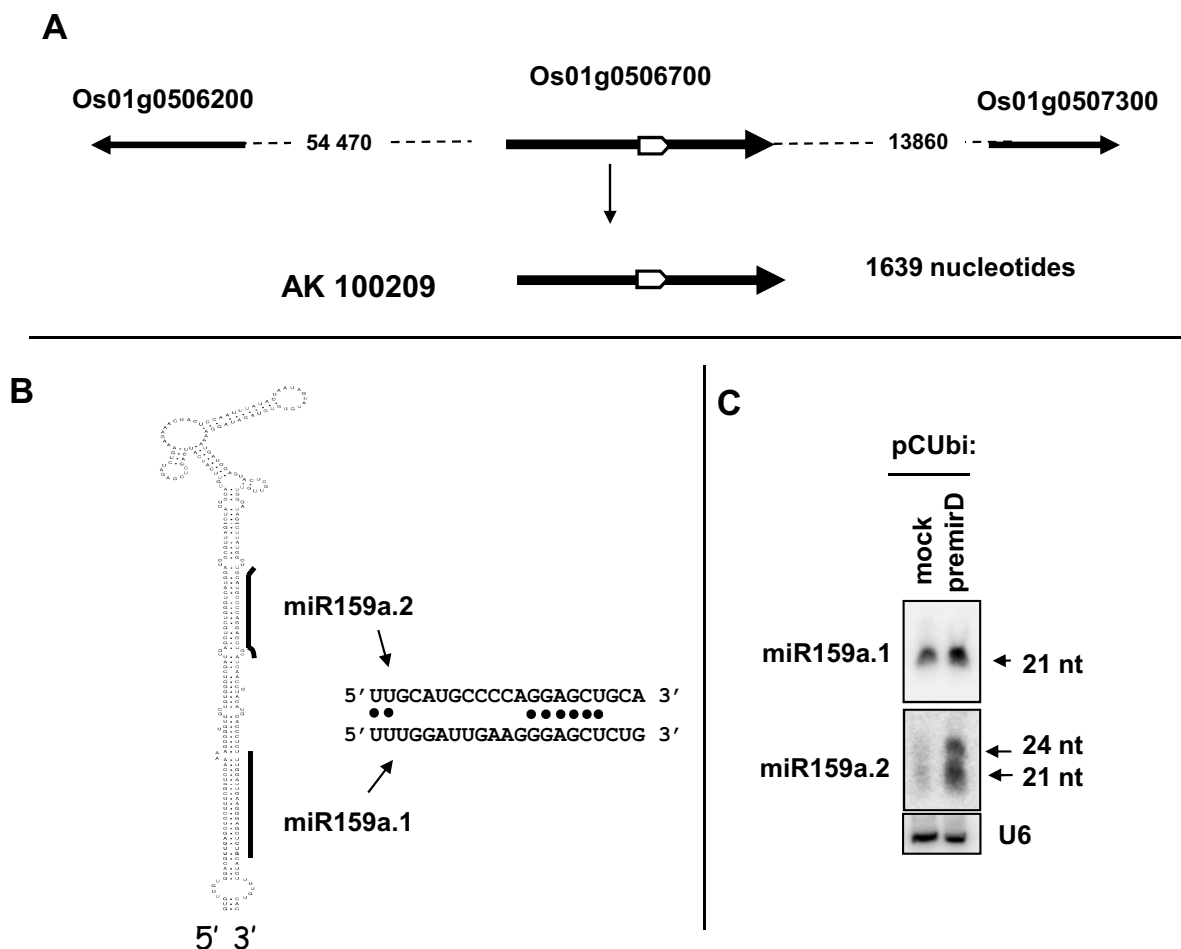 A
Os01g0506700
Os01g0506200
Os01g0507300
54 470
13860
AK 100209
1639 nucleotides
B
miR159a.2
5' UUGCAUGCCCCAGGAGCUGCA 3'
5' UUUGGAUUGAAGGGAGCUCUG 3'
miR159a.1
5' 3'
C
pCUbi:
mock
premirD
miR159a.1
21 nt
24 nt
miR159a.2
21 nt
U6